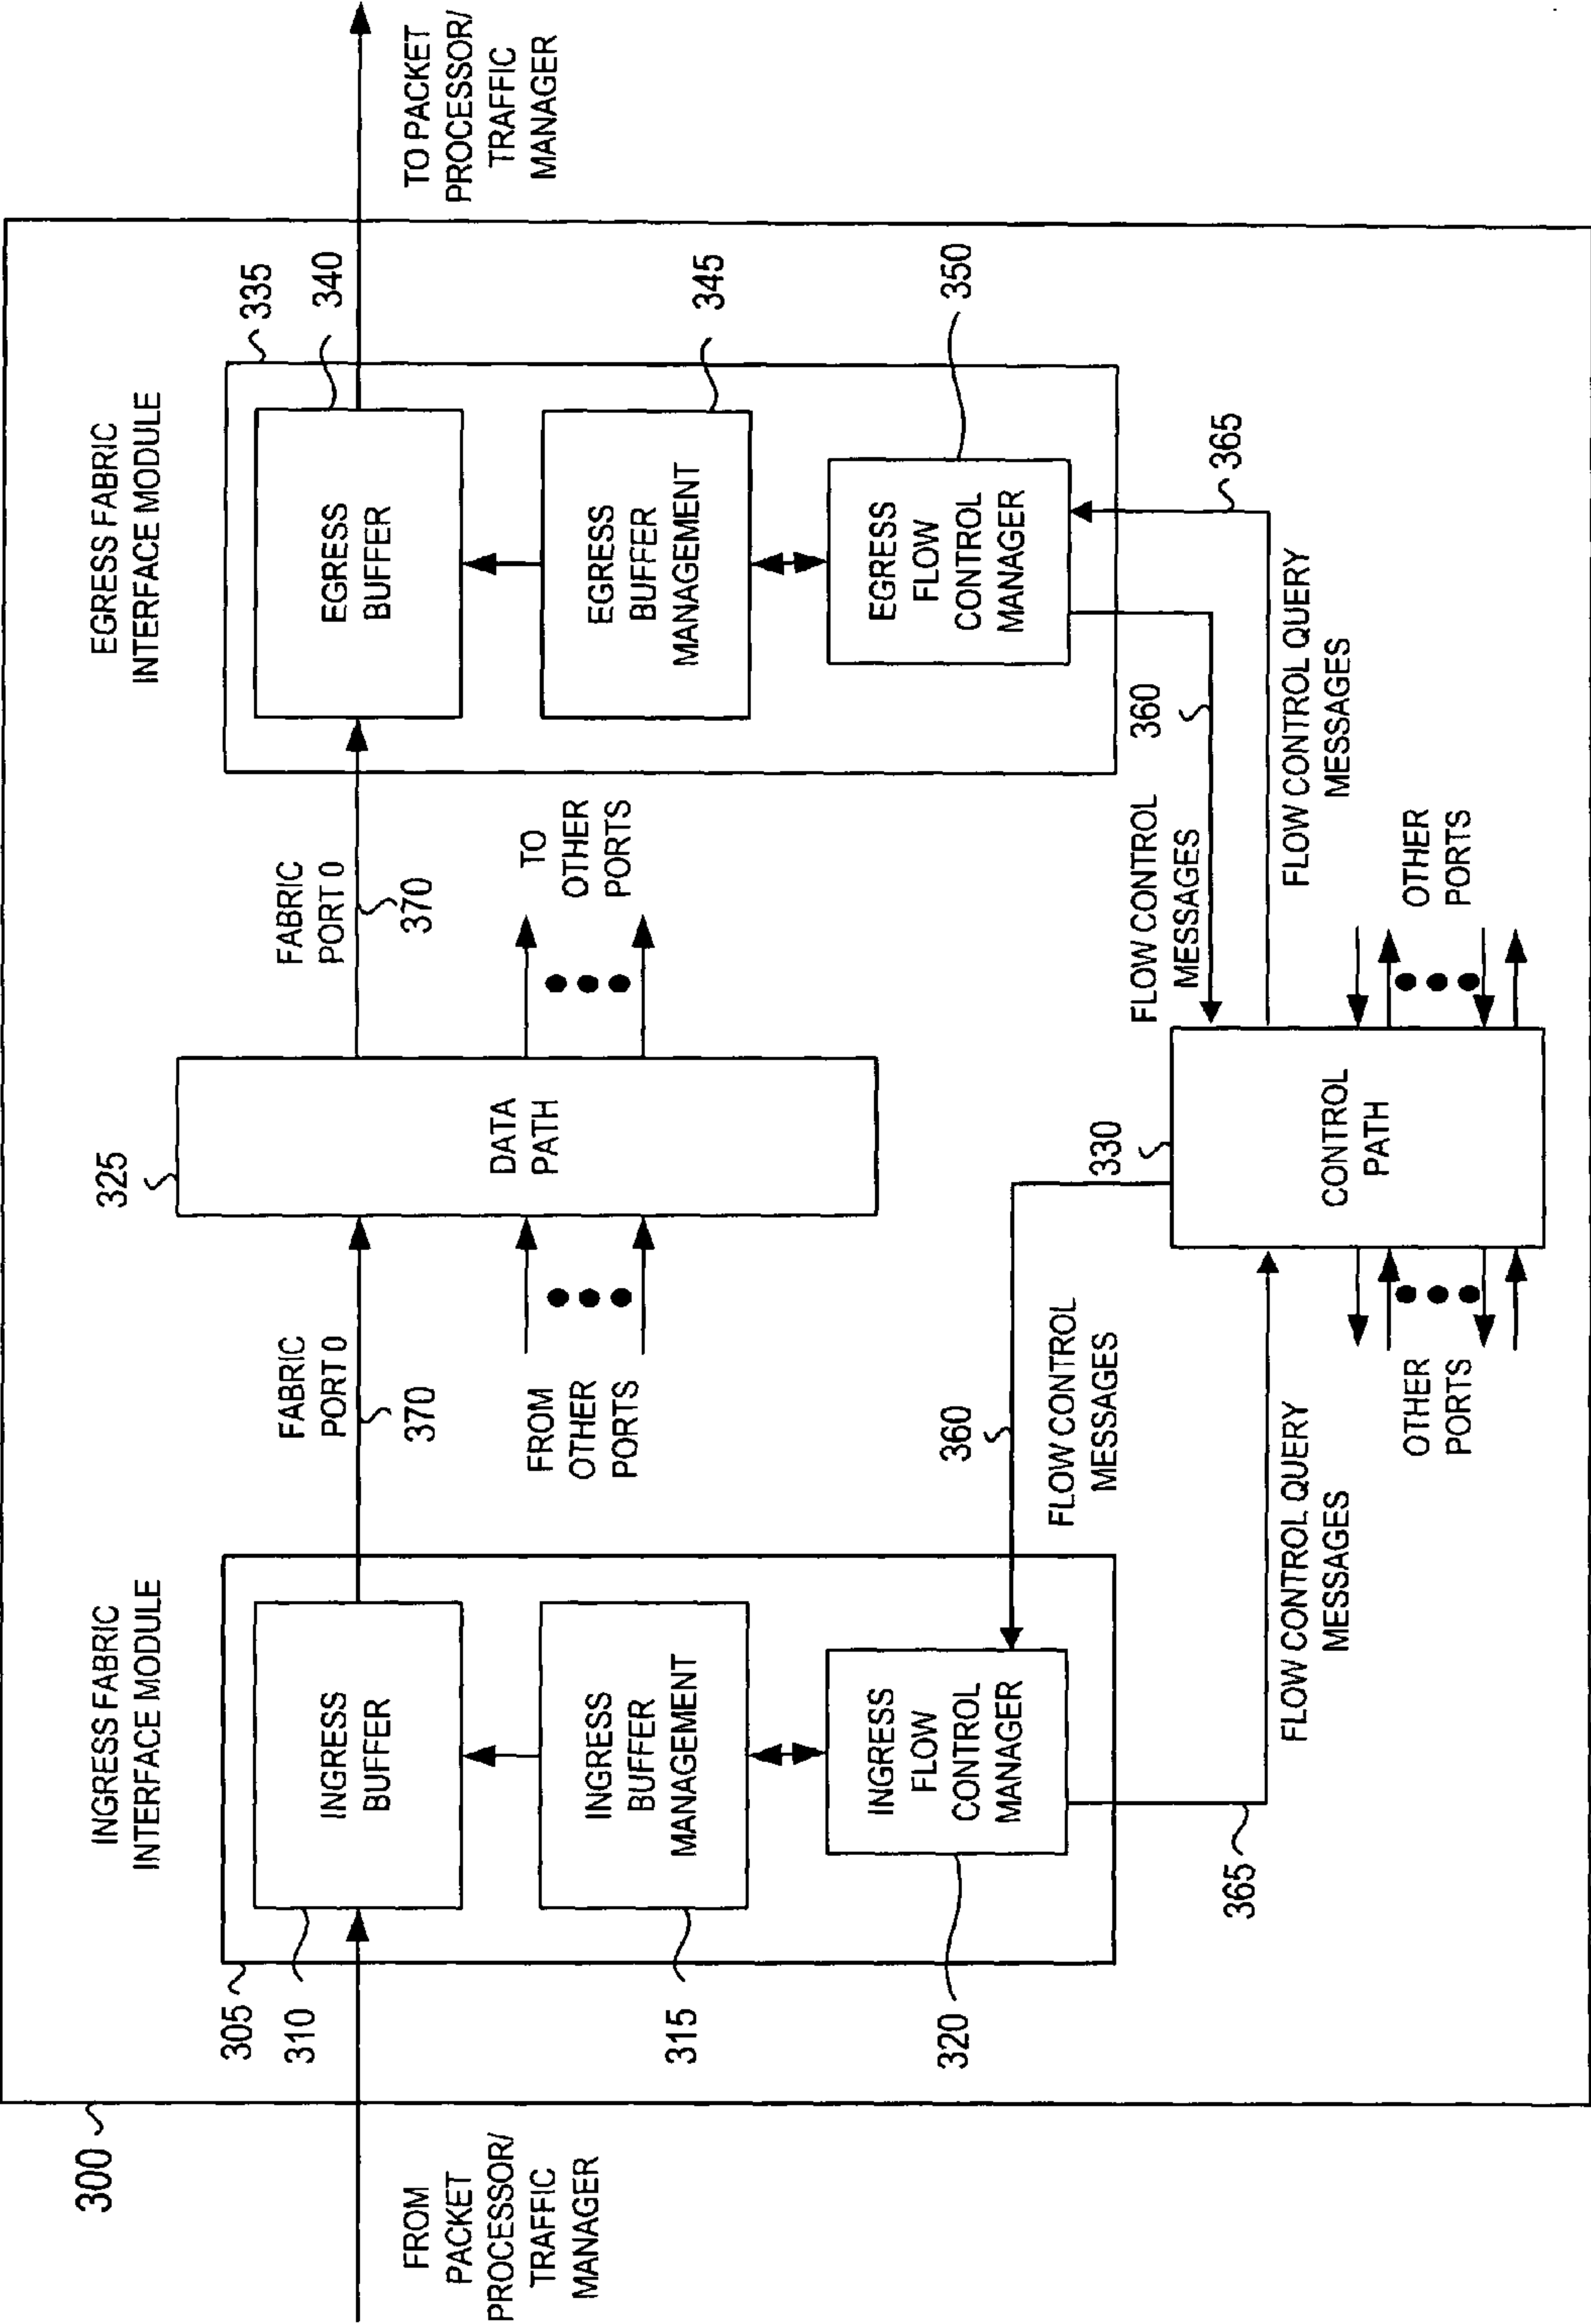 300
FROM
PACKET
PROCESSOR/
TRAFFIC
MANAGER
INGRESS FABRIC
INTERFACE MODULE
305
310
INGRESS
BUFFER
315
INGRESS
BUFFER
MANAGEMENT
320
INGRESS
FLOW
CONTROL
MANAGER
365
FLOW CONTROL QUERY
MESSAGES
360
FLOW CONTROL
MESSAGES
FABRIC
PORT 0
370
FROM
OTHER
PORTS
OTHER
PORTS
325
DATA
PATH
330
CONTROL
PATH
FABRIC
PORT 0
370
TO
OTHER
PORTS
OTHER
PORTS
FLOW CONTROL
MESSAGES
360
FLOW CONTROL QUERY
MESSAGES
365
EGRESS FABRIC
INTERFACE MODULE
335
340
EGRESS
BUFFER
345
EGRESS
BUFFER
MANAGEMENT
350
EGRESS
FLOW
CONTROL
MANAGER
TO PACKET
PROCESSOR/
TRAFFIC
MANAGER